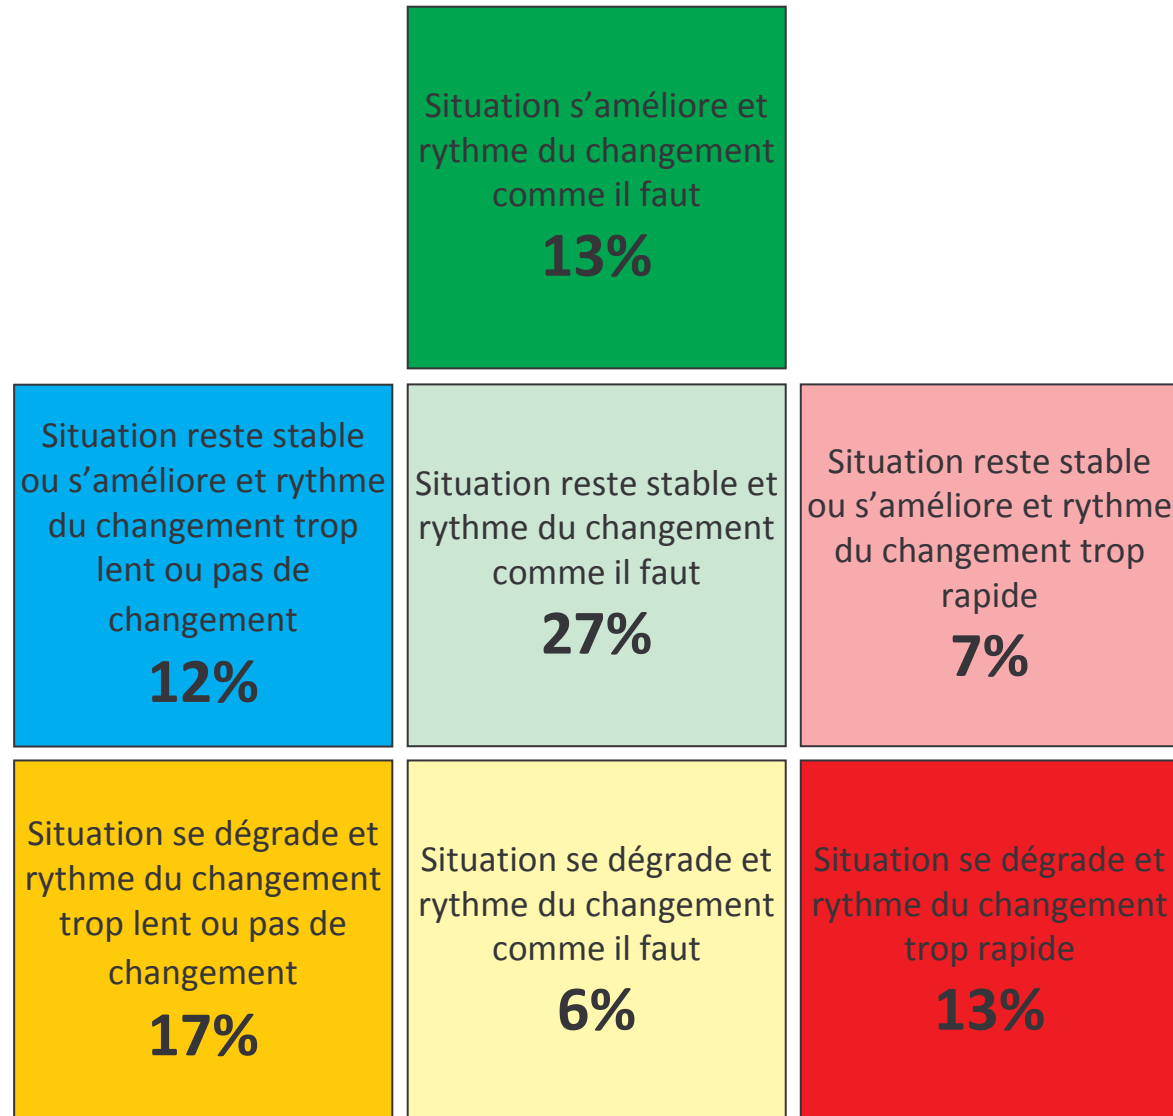 Situation s’améliore et
rythme du changement
comme il faut
13%
Situation reste stable
ou s’améliore et rythme
du changement trop
lent ou pas de
changement
12%
Situation reste stable et
rythme du changement
comme il faut
27%
Situation reste stable
ou s’améliore et rythme
du changement trop
rapide
7%
Situation se dégrade et
rythme du changement
trop lent ou pas de
changement
17%
Situation se dégrade et
rythme du changement
comme il faut
6%
Situation se dégrade et
rythme du changement
trop rapide
13%